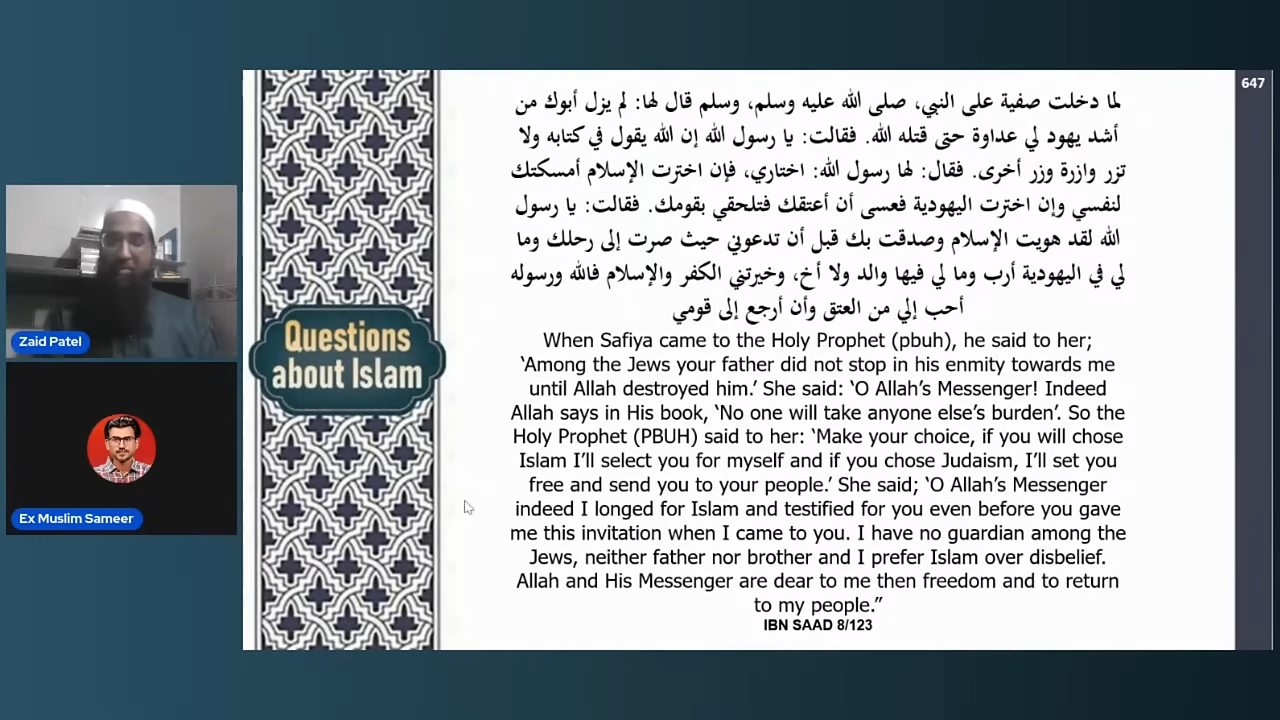 647
لما دخلت صفية على النبي، صلى الله عليه وسلم، وسلم قال لها: لم يزل أبوك من
أشد يهود لي عداوة حتى قتله الله. فقالت: يا رسول الله إن الله يقول في كتابه ولا
تزر وازرة وزر أخرى. فقال: لها رسول الله: اختاري، فإن اخترت الإسلام أمسكتك
لنفسي وإن اخترت اليهودية فعسى أن أعتقك فتلحقي بقومك. فقالت: يا رسول
الله لقد هويت الإسلام وصدقت بك قبل أن تدعوني حيث صرت إلى رحلك وما
لي في اليهودية أرب وما لي فيها والد ولا أخ، وخيرتني الكفر والإسلام فالله ورسوله
أحب إلي من العتق وأن أرجع إلى قومي
When Safiya came to the Holy Prophet (pbuh), he said to her;
‘Among the Jews your father did not stop in his enmity towards me
until Allah destroyed him.’ She said: ‘O Allah’s Messenger! Indeed
Allah says in His book, ‘No one will take anyone else’s burden’. So the
Holy Prophet (PBUH) said to her: ‘Make your choice, if you will chose
Islam I’ll select you for myself and if you chose Judaism, I’ll set you
free and send you to your people.’ She said; ‘O Allah’s Messenger
indeed I longed for Islam and testified for you even before you gave
me this invitation when I came to you. I have no guardian among the
Jews, neither father nor brother and I prefer Islam over disbelief.
Allah and His Messenger are dear to me then freedom and to return
to my people.”
IBN SAAD 8/123
Questions
about Islam
Zaid Patel
Ex Muslim Sameer